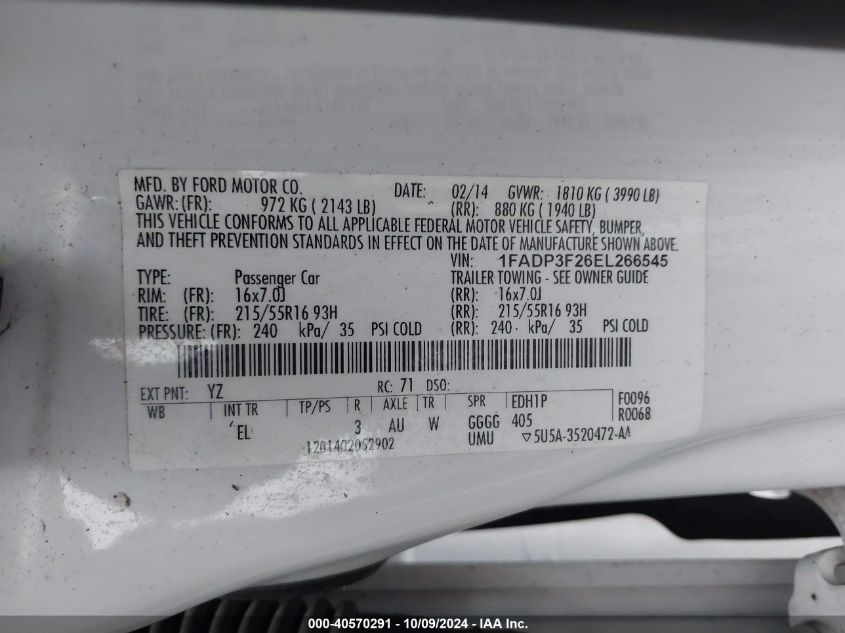 MFD. BY FORD MOTOR CO. DATE: 02/14 GVWR: 1810 KG ( 3990 LB)
GAWR: (FR): 972 KG ( 2143 LB) (RR): 880 KG ( 1940 LB)
THIS VEHICLE CONFORMS TO ALL APPLICABLE FEDERAL MOTOR VEHICLE SAFETY, BUMPER,
AND THEFT PREVENTION STANDARDS IN EFFECT ON THE DATE OF MANUFACTURE SHOWN ABOVE.
VIN: 1FADP3F26EL266545
TYPE: Passenger Car TRAILER TOWING - SEE OWNER GUIDE
RIM: (FR): 16x7.0J (RR): 16x7.0J
TIRE: (FR): 215/55R16 93H (RR): 215/55R16 93H
PRESSURE: (FR): 240 kPa/ 35 PSI COLD (RR): 240 kPa/ 35 PSI COLD
EXT PNT: YZ RC: 71 DSO:
WB INT TR TP/PS R AXLE TR SPR EDH1P F0096
EL 3 AU W GGGG 405 R0068
1201402052902 UMU ▽5U5A-3520472-AA
000-40570291 - 10/09/2024 - IAA Inc.